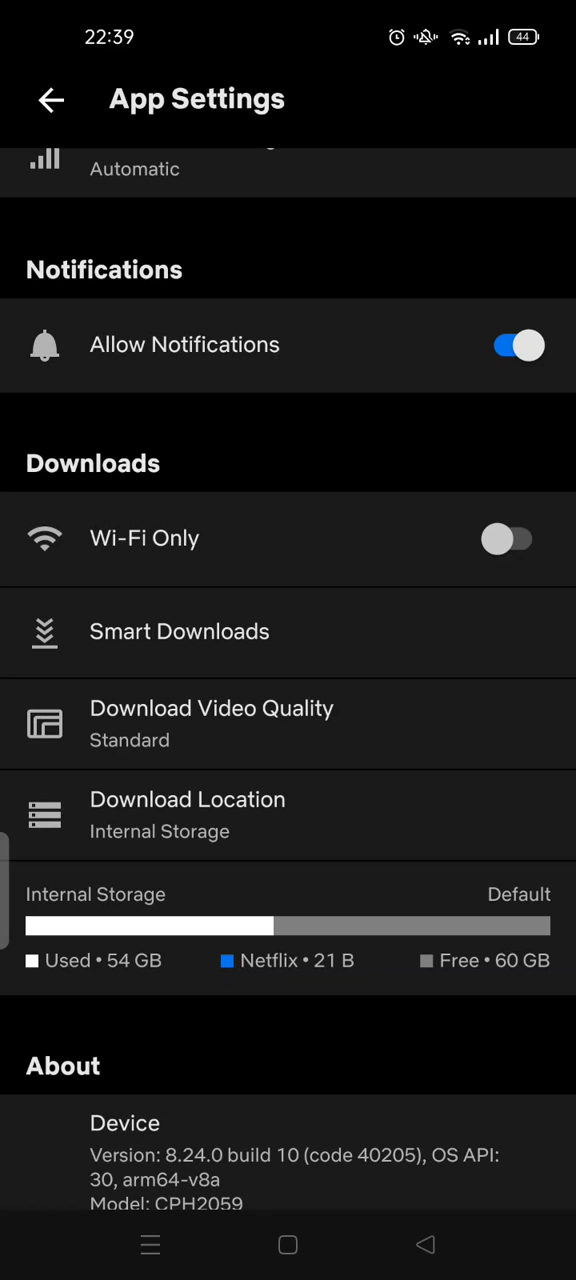 22:39
44
App Settings
Automatic
Notifications
Allow Notifications
Downloads
Wi-Fi Only
Smart Downloads
Download Video Quality
Standard
Download Location
Internal Storage
Internal Storage Default
Used • 54 GB Netflix • 21 B Free • 60 GB
About
Device
Version: 8.24.0 build 10 (code 40205), OS API:
30, arm64-v8a
Model: CPH2059